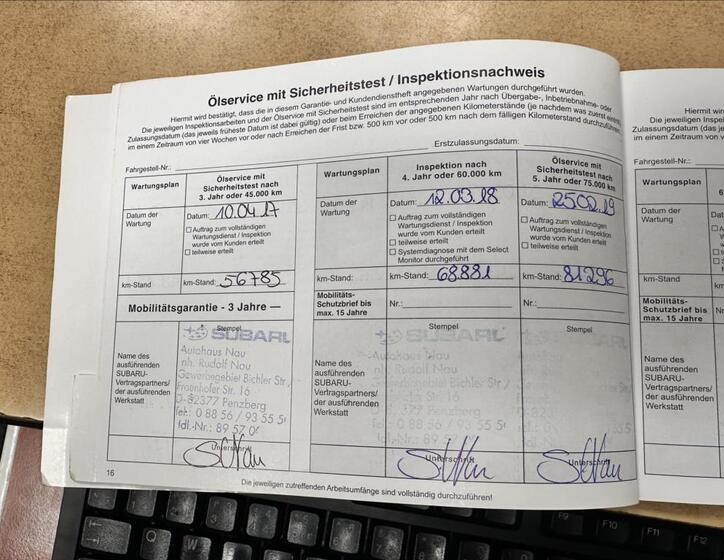 Ölservice mit Sicherheitstest / Inspektionsnachweis
Hiermit wird bestätigt, dass die in diesem Garantie- und Kundendienstheft angegebenen Wartungen durchgeführt wurden.
Die jeweiligen Inspektionsarbeiten und der Ölservice mit Sicherheitstest sind im entsprechenden Jahr nach Übergabe-, Inbetriebnahme- oder
Zulassungsdatum (das jeweils früheste Datum ist dabei gültig) oder beim Erreichen der angegebenen Kilometerstände (je nachdem was zuerst
im einem Zeitraum von vier Wochen vor oder nach Erreichen der Frist bzw. 500 km vor oder 500 km nach dem fälligen Kilometerstand durchzuführen
Fahrgestell-Nr.:
Erstzulassungsdatum:
Wartungsplan
Ölservice mit
Sicherheitstest nach
3. Jahr oder 45.000 km
Datum der
Wartung
Datum: 10.04.17
Auftrag zum vollständigen
Wartungsdienst / Inspektion
wurde vom Kunden erteilt
teilweise erteilt
km-Stand
km-Stand: 56785
Mobilitätsgarantie - 3 Jahre —
Name des
ausführenden
SUBARU-
Vertragspartners/
der ausführenden
Werkstatt
Stempel
SUBARU
Autohaus Nau
Inh. Rudolf Nau
Gewerbegebiet Bichler Str.
Fraunhofer Str. 16
D-82377 Penzberg
Tel.: 0 88 56 / 93 55 5
Unterschrift
Wartungsplan
Inspektion nach
4. Jahr oder 60.000 km
Ölservice mit
Sicherheitstest nach
5. Jahr oder 75.000 km
Datum der
Wartung
Datum: 12.03.18
Auftrag zum vollständigen
Wartungsdienst / Inspektion
wurde vom Kunden erteilt
teilweise erteilt
Systemdiagnose mit dem Select
Monitor durchgeführt
Datum: 25.02.19
Auftrag zum vollständigen
Wartungsdienst / Inspektion
wurde vom Kunden erteilt
teilweise erteilt
km-Stand:
km-Stand: 68881
km-Stand: 81296
Mobilitäts-
Schutzbrief bis
max. 15 Jahre
Nr.:
Nr.:
Name des
ausführenden
SUBARU-
Vertragspartners/
der ausführenden
Werkstatt
Stempel
SUBARU
Autohaus Nau
Stempel
Unterschrift
Unterschrift
16
Die jeweiligen zutreffenden Arbeitsumfänge sind vollständig durchzuführen!
Wartungsplan
Datum der
Wartung
km-Stand
Mobilitäts-
Schutzbrief bis
max. 15 Jahre
Name des
ausführenden
SUBARU-
Vertragspartners/
der ausführenden
Werkstatt
Q
W
F9
F10
F11
F12